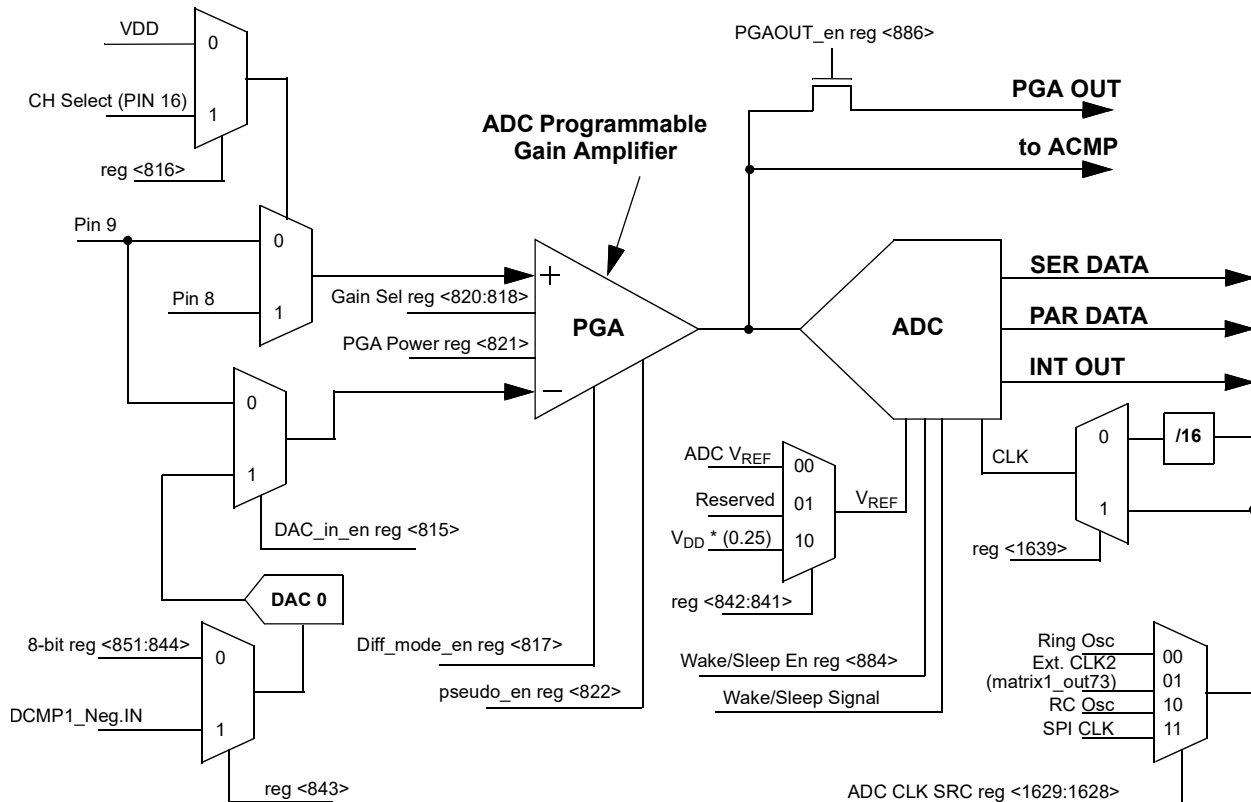 VDD
0
CH Select (PIN 16)
1
reg <816>
PGAOUT_en reg <886>
PGA OUT
to ACMP
ADC Programmable
Gain Amplifier
Pin 9
0
Pin 8
1
+
Gain Sel reg <820:818>
PGA
PGA Power reg <821>
−
ADC
SER DATA
PAR DATA
INT OUT
0
1
DAC_in_en reg <815>
DAC 0
8-bit reg <851:844>
0
DCMP1_Neg.IN
1
reg <843>
Diff_mode_en reg <817>
pseudo_en reg <822>
ADC VREF
00
Reserved
01
VDD * (0.25)
10
VREF
reg <842:841>
Wake/Sleep En reg <884>
Wake/Sleep Signal
CLK
0
/16
1
reg <1639>
Ring Osc
00
Ext. CLK2
(matrix1_out73)
01
RC Osc
10
SPI CLK
11
ADC CLK SRC reg <1629:1628>